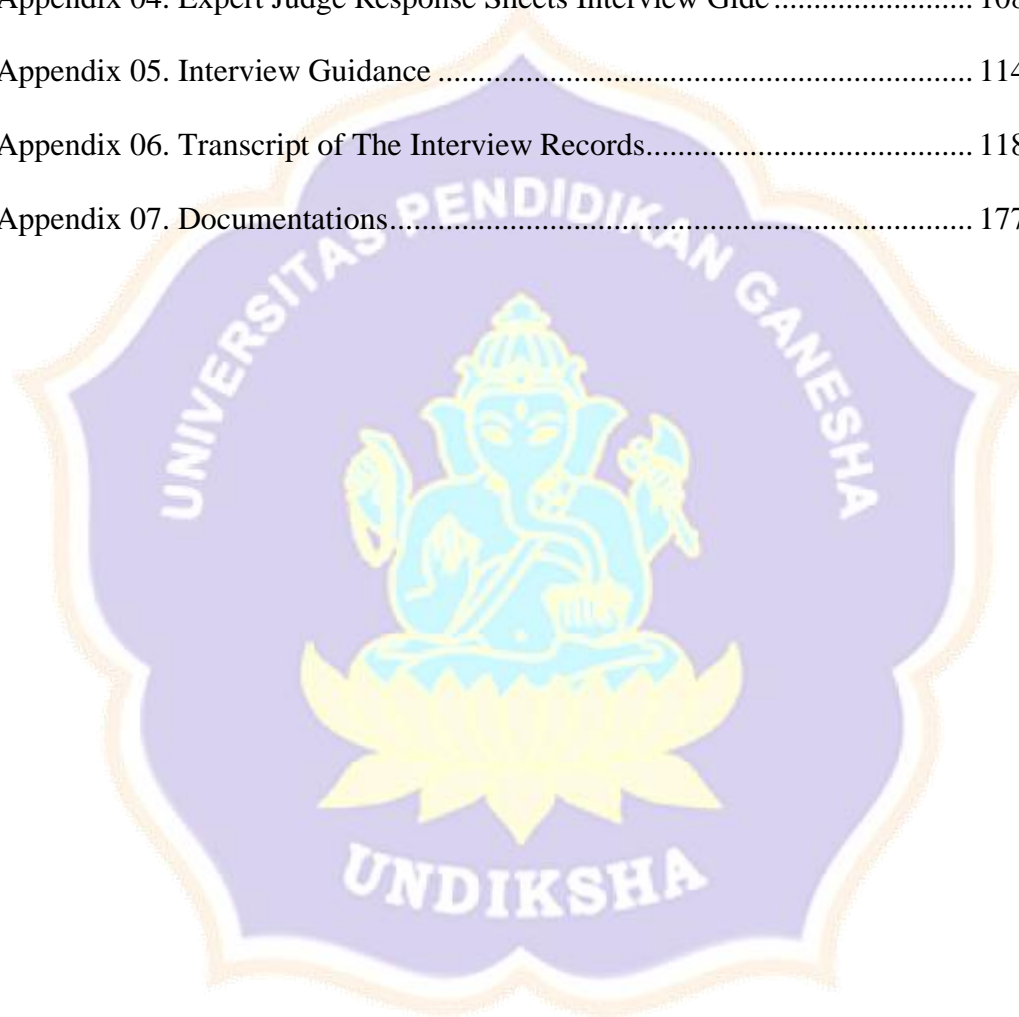 Appendix 04. Expert Judge Response Sheets Interview Gide ........................ 108
Appendix 05. Interview Guidance .................................................................. 114
Appendix 06. Transcript of The Interview Records........................................ 118
Appendix 07. Documentations........................................................................ 177
UNIVERSITAS PENDIDIKAN GANESHA
UNDIKSHA